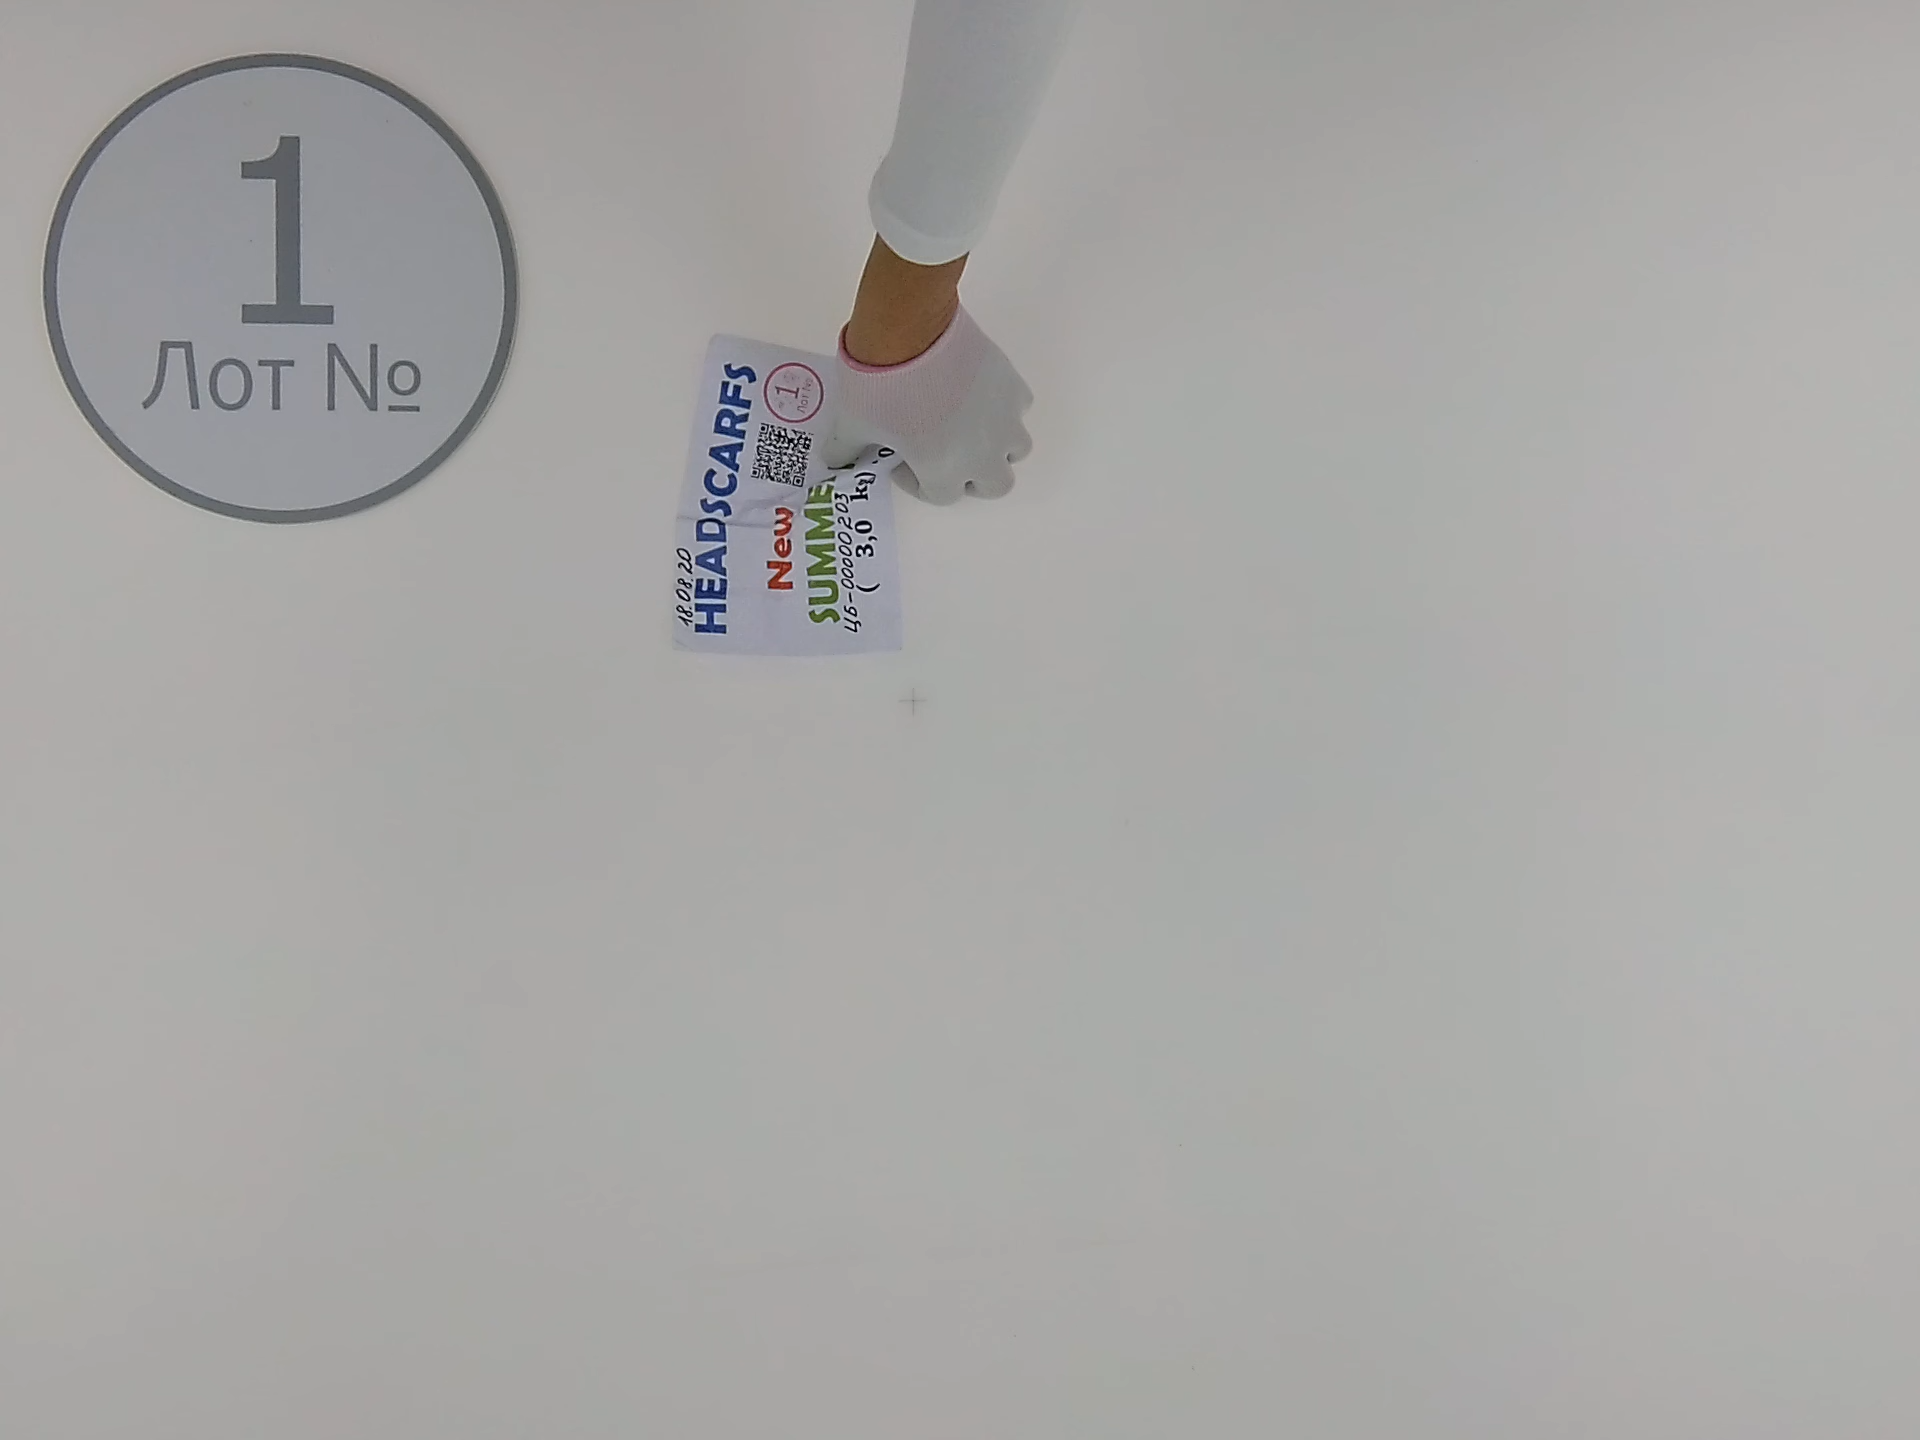 1
Лот №
18.08.20
HEADSCARFS
1
Лот №
New
SUMME
ЦБ-00000203
( 3,0 kg)